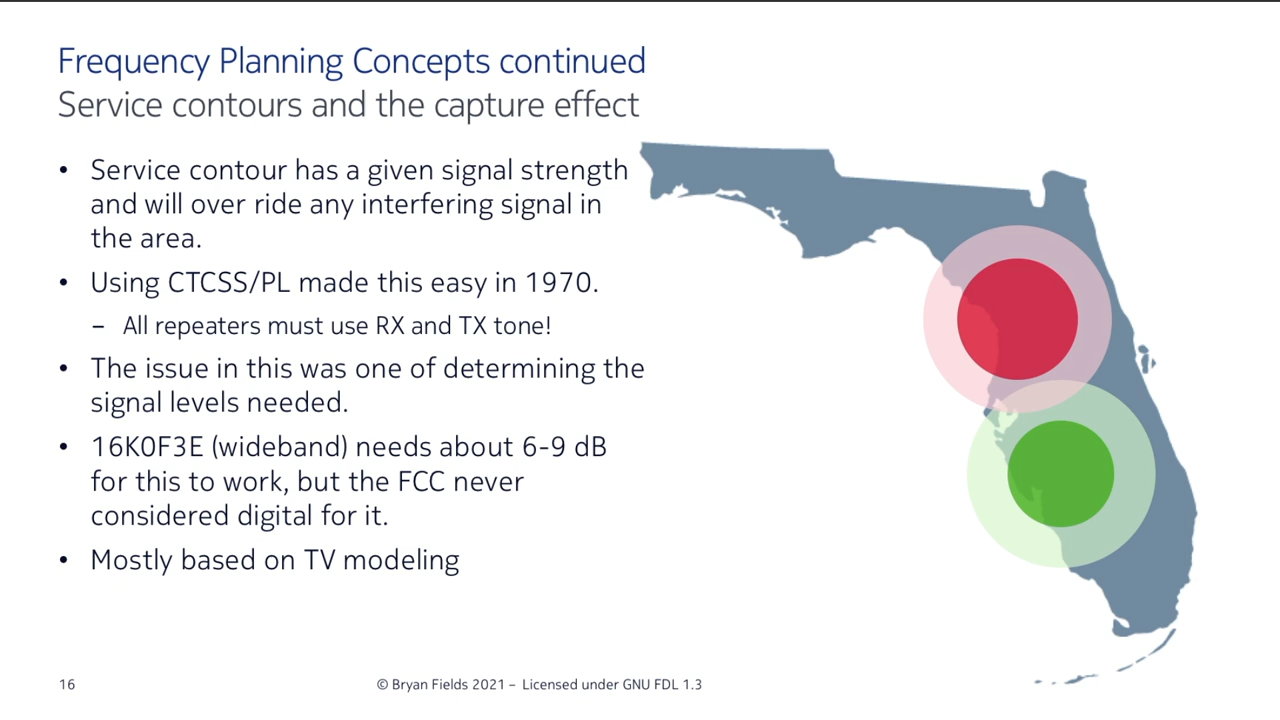 Frequency Planning Concepts continued
Service contours and the capture effect
• Service contour has a given signal strength
and will over ride any interfering signal in
the area.
• Using CTCSS/PL made this easy in 1970.
– All repeaters must use RX and TX tone!
• The issue in this was one of determining the
signal levels needed.
• 16K0F3E (wideband) needs about 6-9 dB
for this to work, but the FCC never
considered digital for it.
• Mostly based on TV modeling
16
© Bryan Fields 2021 – Licensed under GNU FDL 1.3